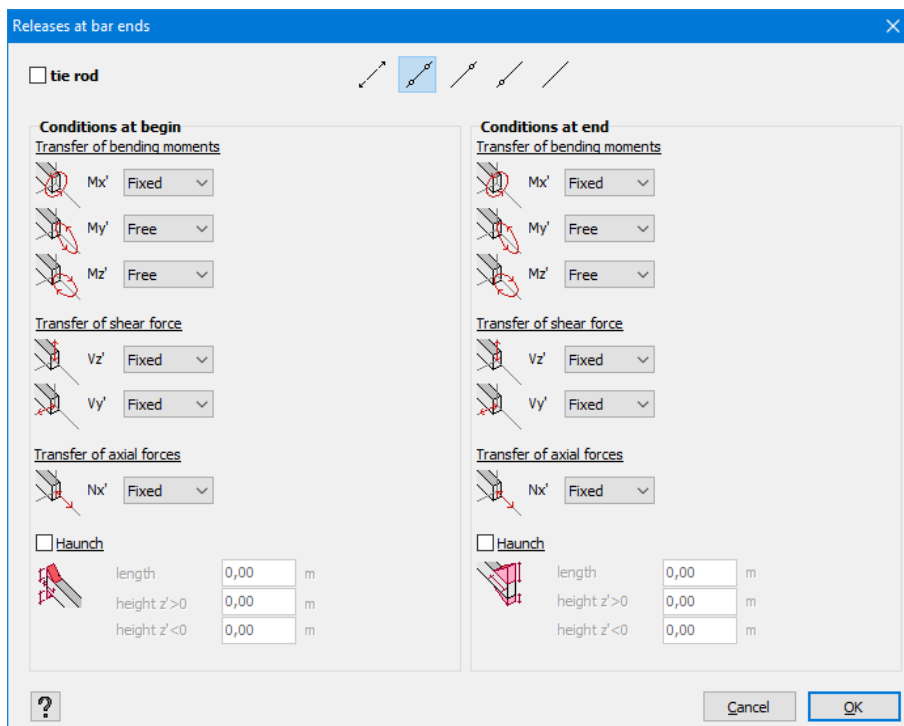 Releases at bar ends
tie rod
Conditions at begin
Transfer of bending moments
Mx' Fixed
My' Free
Mz' Free
Transfer of shear force
Vz' Fixed
Vy' Fixed
Transfer of axial forces
Nx' Fixed
Haunch
length 0,00 m
height z'>0 0,00 m
height z'<0 0,00 m
Conditions at end
Transfer of bending moments
Mx' Fixed
My' Free
Mz' Free
Transfer of shear force
Vz' Fixed
Vy' Fixed
Transfer of axial forces
Nx' Fixed
Haunch
length 0,00 m
height z'>0 0,00 m
height z'<0 0,00 m
?
Cancel
OK